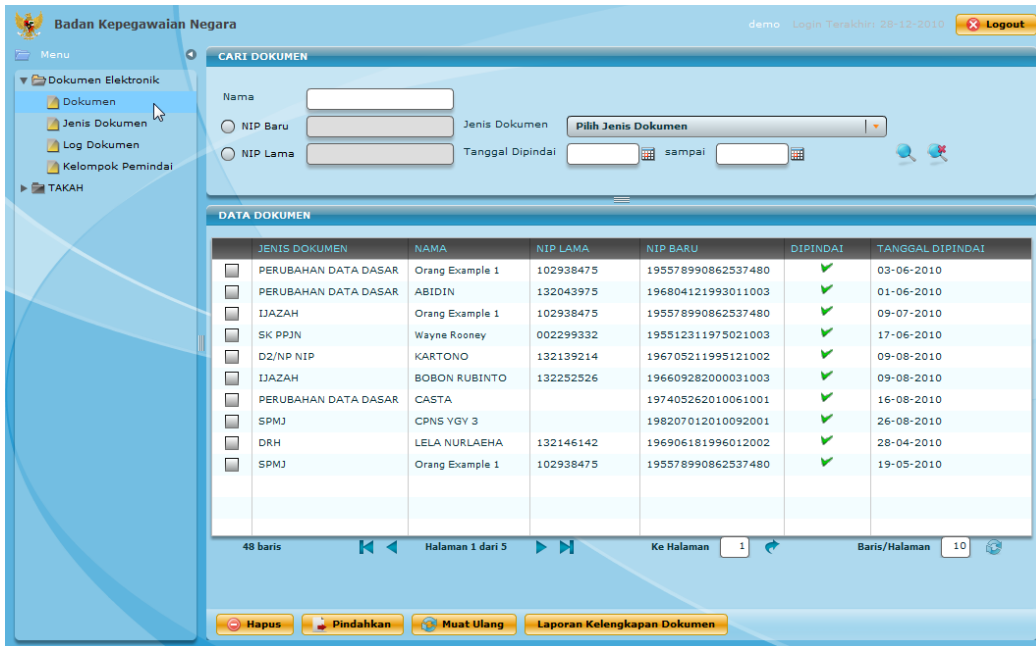 Badan Kepegawaian Negara
demo Login Terakhir: 28-12-2010 Logout
Menu
Dokumen Elektronik
Dokumen
Jenis Dokumen
Log Dokumen
Kelompok Pemindai
TAKAH
CARI DOKUMEN
Nama
NIP Baru Jenis Dokumen Pilih Jenis Dokumen
NIP Lama Tanggal Dipindai sampai
DATA DOKUMEN
JENIS DOKUMEN NAMA NIP LAMA NIP BARU DIPINDAI TANGGAL DIPINDAI
PERUBAHAN DATA DASAR Orang Example 1 102938475 195578990862537480 03-06-2010
PERUBAHAN DATA DASAR ABIDIN 132043975 196804121993011003 01-06-2010
IJAZAH Orang Example 1 102938475 195578990862537480 09-07-2010
SK PPJN Wayne Rooney 002299332 195512311975021003 17-06-2010
D2/NP NIP KARTONO 132139214 196705211995121002 09-08-2010
IJAZAH BOBON RUBINTO 132252526 196609282000031003 09-08-2010
PERUBAHAN DATA DASAR CASTA 197405262010061001 16-08-2010
SPMJ CPNS YGY 3 198207012010092001 26-08-2010
DRH LELA NURLAEHA 132146142 196906181996012002 28-04-2010
SPMJ Orang Example 1 102938475 195578990862537480 19-05-2010
48 baris Halaman 1 dari 5 Ke Halaman 1 Baris/Halaman 10
Hapus Pindahkan Muat Ulang Laporan Kelengkapan Dokumen